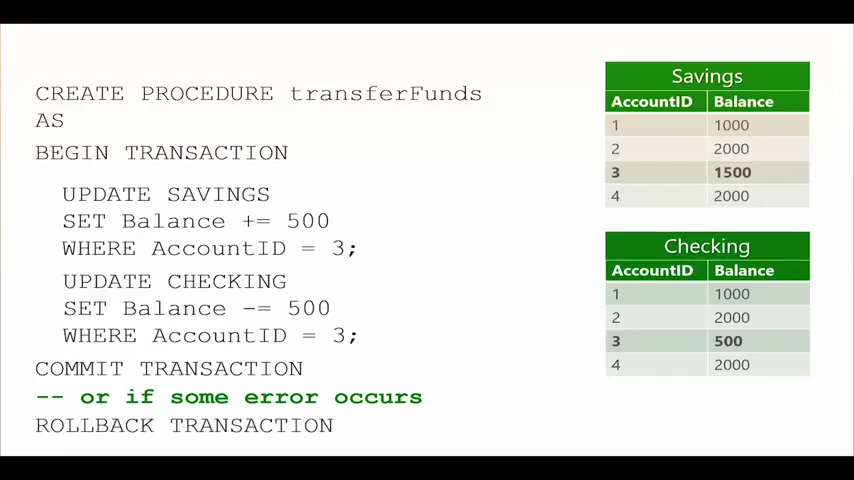 CREATE PROCEDURE transferFunds
AS
BEGIN TRANSACTION
UPDATE SAVINGS
SET Balance += 500
WHERE AccountID = 3;
UPDATE CHECKING
SET Balance -= 500
WHERE AccountID = 3;
COMMIT TRANSACTION
-- or if some error occurs
ROLLBACK TRANSACTION
Savings
AccountID Balance
1 1000
2 2000
3 1500
4 2000
Checking
AccountID Balance
1 1000
2 2000
3 500
4 2000